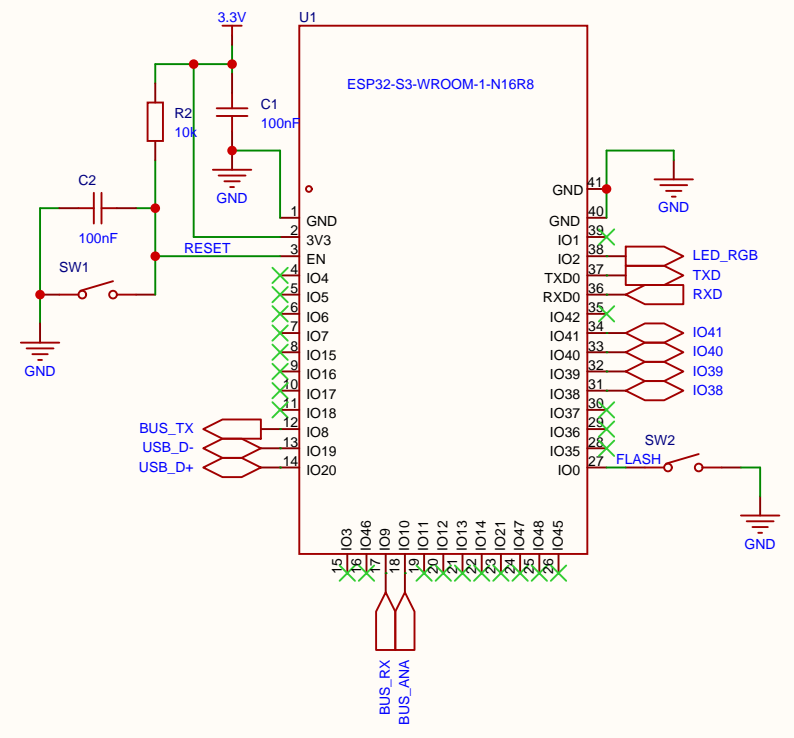 3.3V
U1
ESP32-S3-WROOM-1-N16R8
R2
10k
C1
100nF
GND
C2
100nF
SW1
GND
RESET
1 GND
2 3V3
3 EN
4 IO4
5 IO5
6 IO6
7 IO7
8 IO15
9 IO16
10 IO17
11 IO18
BUS_TX 12 IO8
USB_D- 13 IO19
USB_D+ 14 IO20
GND 41
GND
GND 40
IO1 39
IO2 38 LED_RGB
TXD0 37 TXD
RXD0 36 RXD
IO42 35
IO41 34 IO41
IO40 33 IO40
IO39 32 IO39
IO38 31 IO38
IO37 30
IO36 29
IO35 28
IO0 27 FLASH
SW2
GND
15 IO3
16 IO46
17 IO9
18 IO10
19 IO11
20 IO12
21 IO13
22 IO14
23 IO21
24 IO47
25 IO48
26 IO45
BUS_RX
BUS_ANA